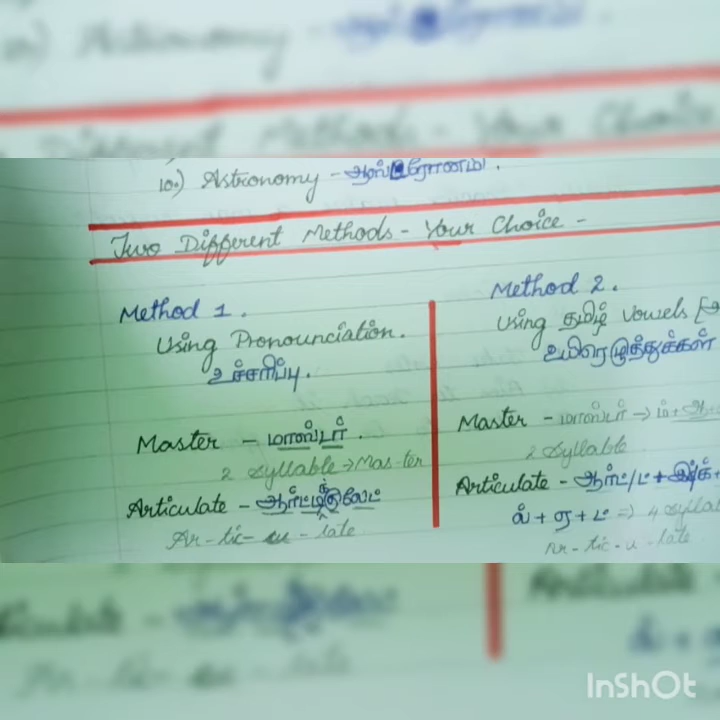 10.) Astronomy - ஆஸ்ட்ரோனமி.
Two Different Methods - Your Choice -
Method 1.
Using Pronounciation.
உச்சரிப்பு.
Master - மாஸ்டர்.
2 Syllable → Mas-ter
Articulate -
Ar-tic-u-late
Method 2.
Using தமிழ் Vowels
உயிரெழுத்துக்கள்
Master - மாஸ்டர் →
2 Syllable
Articulate -
ல் + ஏ + ட் ⇒ 4
Ar-tic-u-late
InShOt